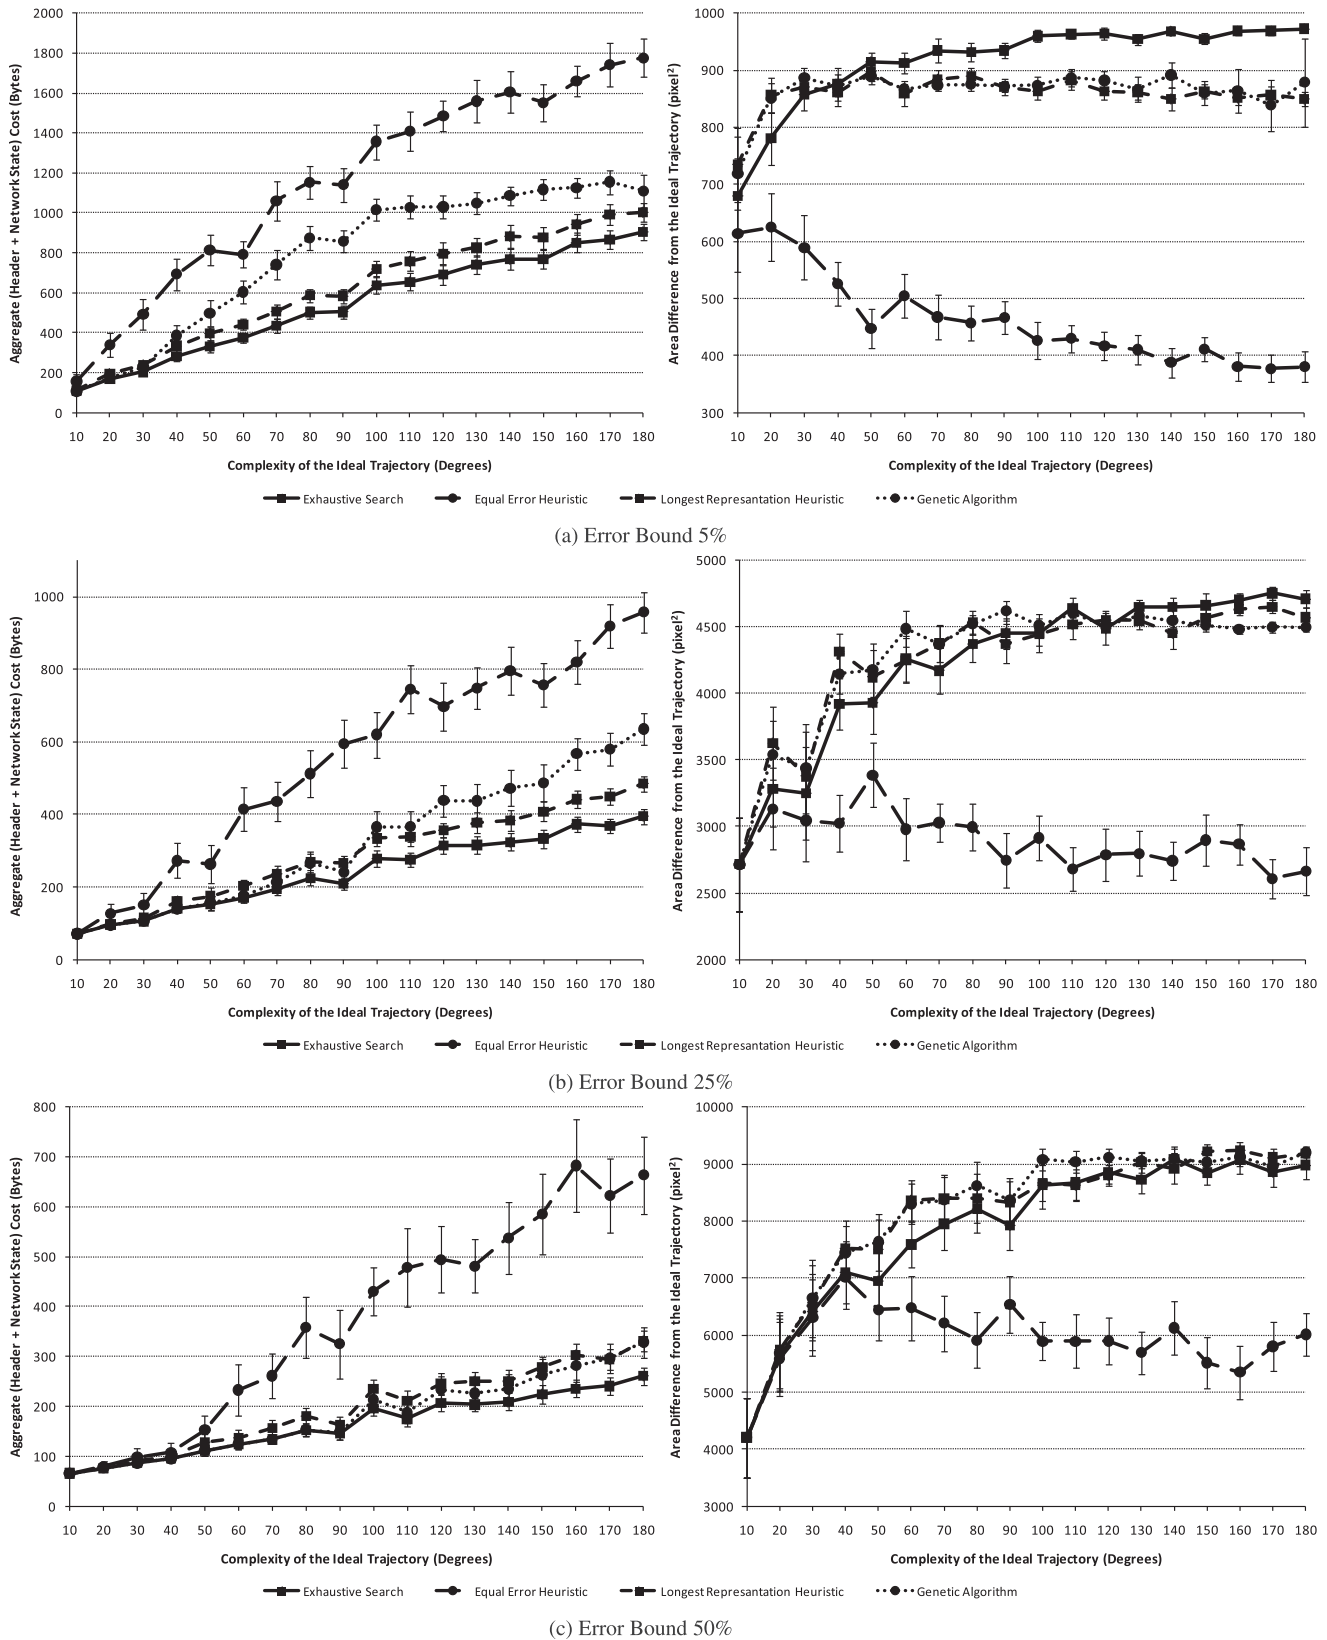 Aggregate (Header + Network State) Cost (Bytes)
2000
1800
1600
1400
1200
1000
800
600
400
200
0
10 20 30 40 50 60 70 80 90 100 110 120 130 140 150 160 170 180
Complexity of the Ideal Trajectory (Degrees)
Area Difference from the Ideal Trajectory (pixel²)
1000
900
800
700
600
500
400
300
10 20 30 40 50 60 70 80 90 100 110 120 130 140 150 160 170 180
Complexity of the Ideal Trajectory (Degrees)
Exhaustive Search Equal Error Heuristic Longest Represantation Heuristic Genetic Algorithm
(a) Error Bound 5%
Aggregate (Header + Network State) Cost (Bytes)
1000
800
600
400
200
0
10 20 30 40 50 60 70 80 90 100 110 120 130 140 150 160 170 180
Complexity of the Ideal Trajectory (Degrees)
Area Difference from the Ideal Trajectory (pixel²)
5000
4500
4000
3500
3000
2500
2000
10 20 30 40 50 60 70 80 90 100 110 120 130 140 150 160 170 180
Complexity of the Ideal Trajectory (Degrees)
Exhaustive Search Equal Error Heuristic Longest Represantation Heuristic Genetic Algorithm
(b) Error Bound 25%
Aggregate (Header + Network State) Cost (Bytes)
800
700
600
500
400
300
200
100
0
10 20 30 40 50 60 70 80 90 100 110 120 130 140 150 160 170 180
Complexity of the Ideal Trajectory (Degrees)
Area Difference from the Ideal Trajectory (pixel²)
10000
9000
8000
7000
6000
5000
4000
3000
10 20 30 40 50 60 70 80 90 100 110 120 130 140 150 160 170 180
Complexity of the Ideal Trajectory (Degrees)
Exhaustive Search Equal Error Heuristic Longest Represantation Heuristic Genetic Algorithm
(c) Error Bound 50%